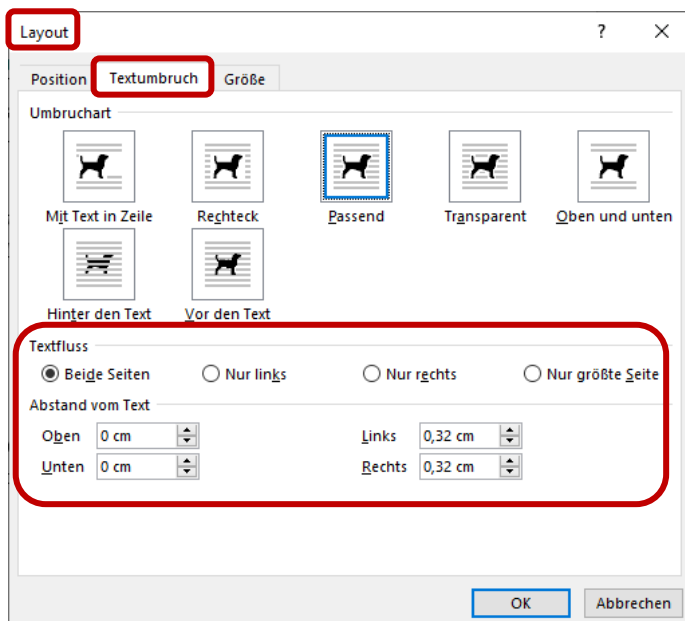 Layout ? ×
Position Textumbruch Größe
Umbruchart
Mit Text in Zeile Rechteck Passend Transparent Oben und unten
Hinter den Text Vor den Text
Textfluss
Beide Seiten Nur links Nur rechts Nur größte Seite
Abstand vom Text
Oben 0 cm Links 0,32 cm
Unten 0 cm Rechts 0,32 cm
OK Abbrechen